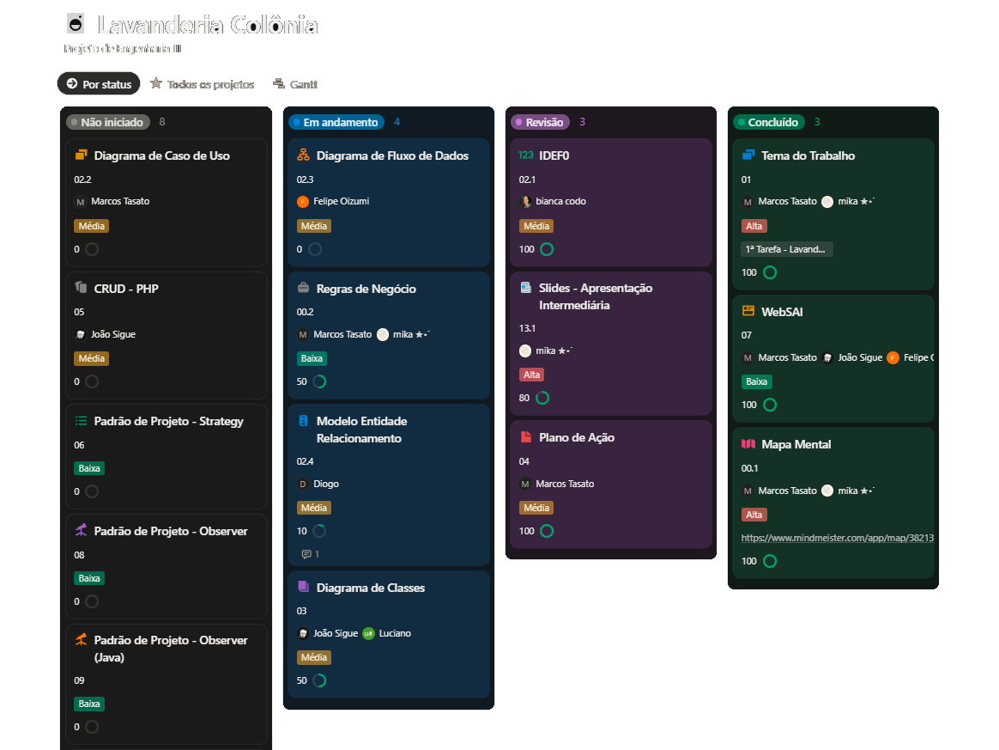 Lavanderia Colônia
Projeto de Engenharia III
Por status
Todos os projetos
Gantt
Não iniciado 8
Diagrama de Caso de Uso
02.2
M Marcos Tasato
Média
0
CRUD - PHP
05
João Sigue
Média
0
Padrão de Projeto - Strategy
06
Baixa
0
Padrão de Projeto - Observer
08
Baixa
0
Padrão de Projeto - Observer
(Java)
09
Baixa
0
Em andamento 4
Diagrama de Fluxo de Dados
02.3
F Felipe Oizumi
Média
0
Regras de Negócio
00.2
M Marcos Tasato mika ★⋆˙
Baixa
50
Modelo Entidade
Relacionamento
02.4
D Diogo
Média
10
1
Diagrama de Classes
03
João Sigue u# Luciano
Média
50
Revisão 3
123 IDEF0
02.1
bianca codo
Média
100
Slides - Apresentação
Intermediária
13.1
mika ★⋆˙
Alta
80
Plano de Ação
04
M Marcos Tasato
Média
100
Concluído 3
Tema do Trabalho
01
M Marcos Tasato mika ★⋆˙
Alta
1ª Tarefa - Lavand...
100
WebSAI
07
M Marcos Tasato João Sigue F Felipe
Baixa
100
Mapa Mental
00.1
M Marcos Tasato mika ★⋆˙
Alta
https://www.mindmeister.com/app/map/38213
100